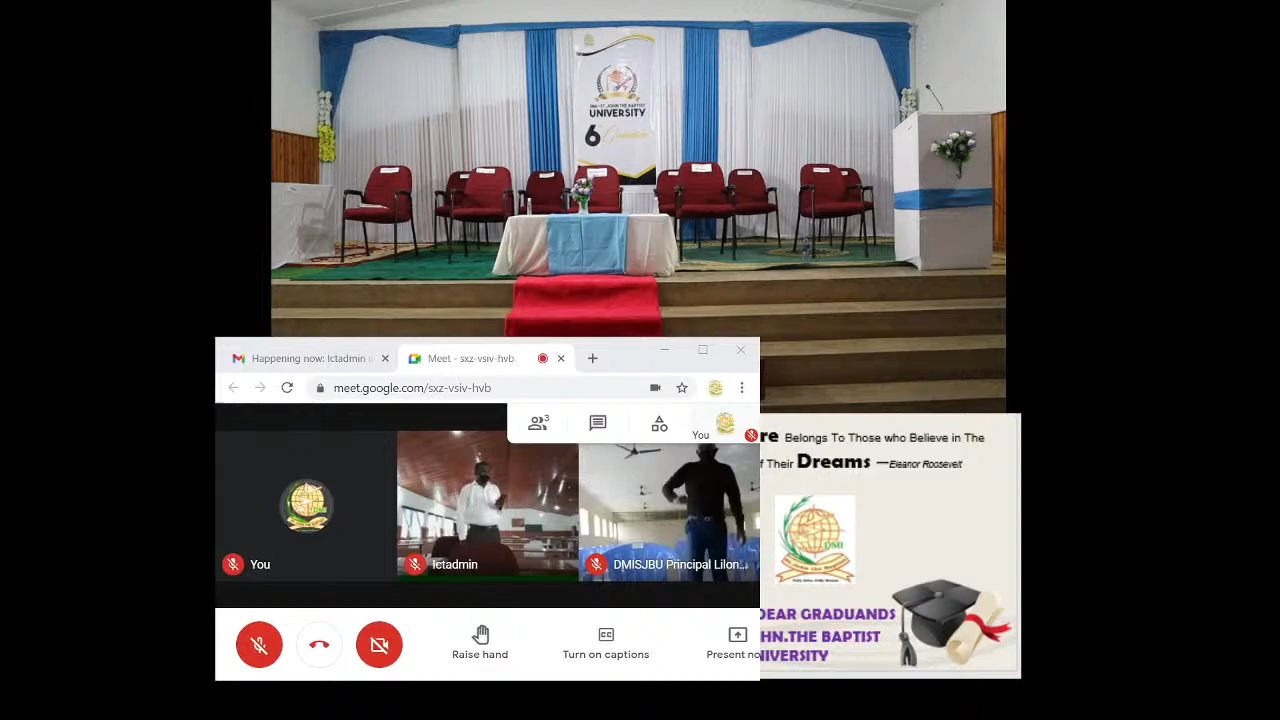 DMI-ST. JOHN THE BAPTIST
UNIVERSITY
6
Graduation
Happening now: Ictadmin
Meet - sxz-vsiv-hvb
meet.google.com/sxz-vsiv-hvb
3
You
You
Ictadmin
DMISJBU Principal Lilon...
Raise hand
CC
Turn on captions
Present no
re Belongs To Those who Believe in The
f Their Dreams —Eleanor Roosevelt
DMI
DEAR GRADUANDS
HN.THE BAPTIST
IVERSITY